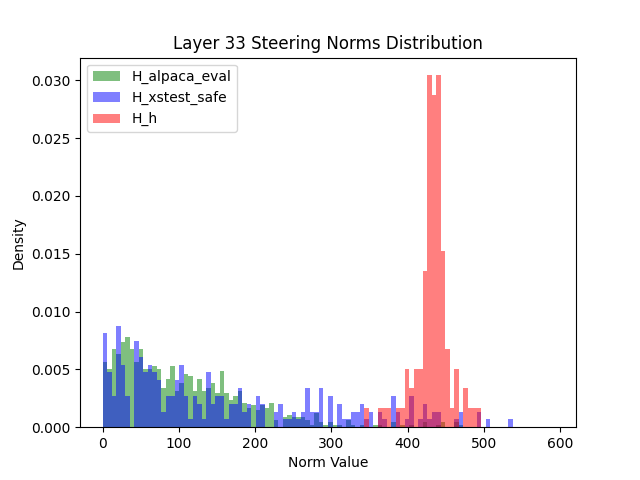 Layer 33 Steering Norms Distribution
H_alpaca_eval
H_xstest_safe
H_h
0.030
0.025
0.020
0.015
0.010
0.005
0.000
Density
0 100 200 300 400 500 600
Norm Value